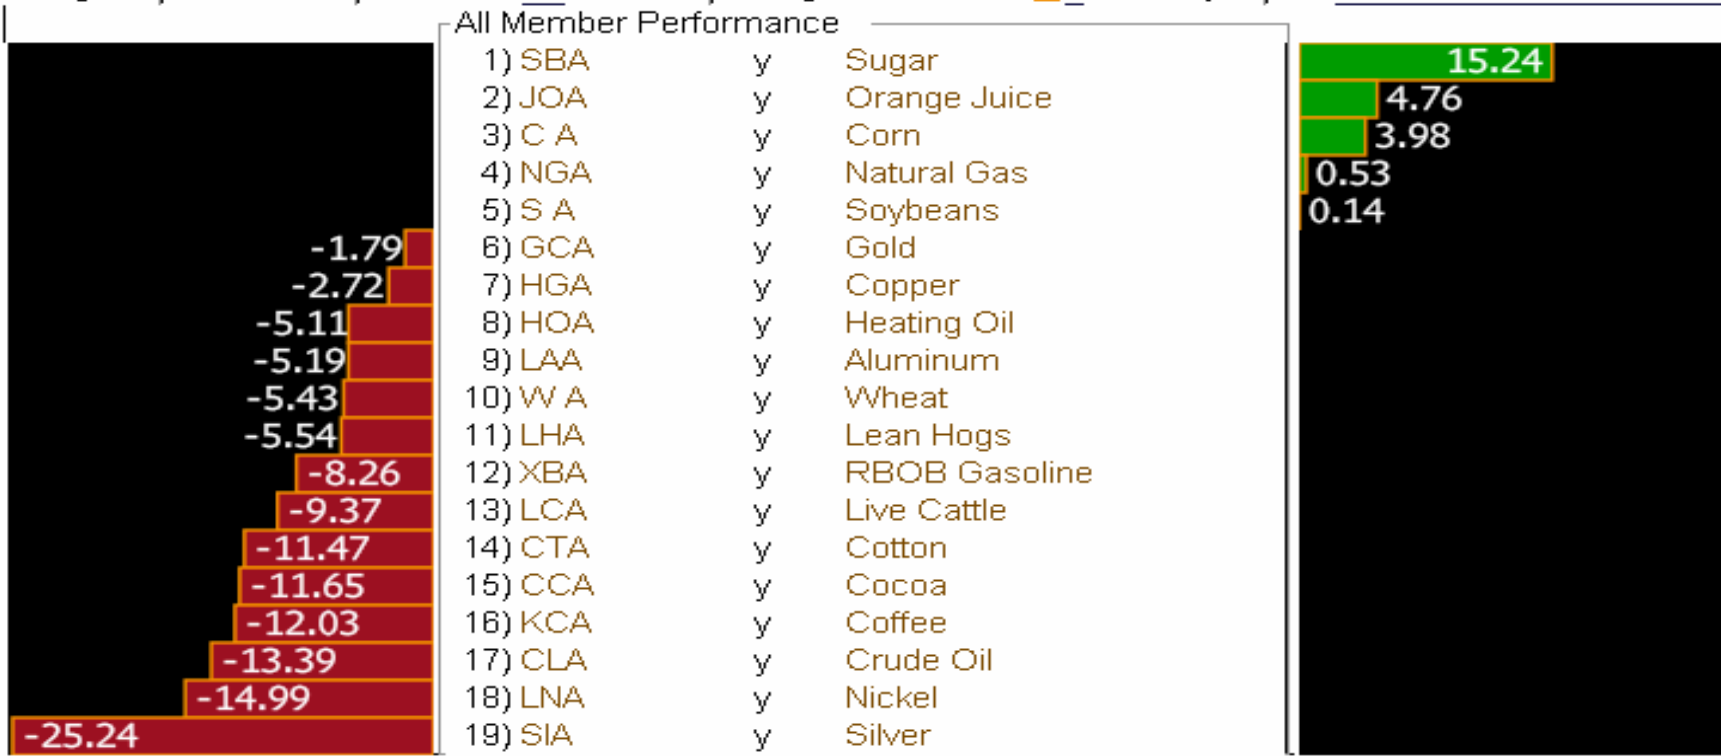 All Member Performance
1) SBA y Sugar 15.24
2) JOA y Orange Juice 4.76
3) C A y Corn 3.98
4) NGA y Natural Gas 0.53
5) S A y Soybeans 0.14
-1.79 6) GCA y Gold
-2.72 7) HGA y Copper
-5.11 8) HOA y Heating Oil
-5.19 9) LAA y Aluminum
-5.43 10) W A y Wheat
-5.54 11) LHA y Lean Hogs
-8.26 12) XBA y RBOB Gasoline
-9.37 13) LCA y Live Cattle
-11.47 14) CTA y Cotton
-11.65 15) CCA y Cocoa
-12.03 16) KCA y Coffee
-13.39 17) CLA y Crude Oil
-14.99 18) LNA y Nickel
-25.24 19) SIA y Silver